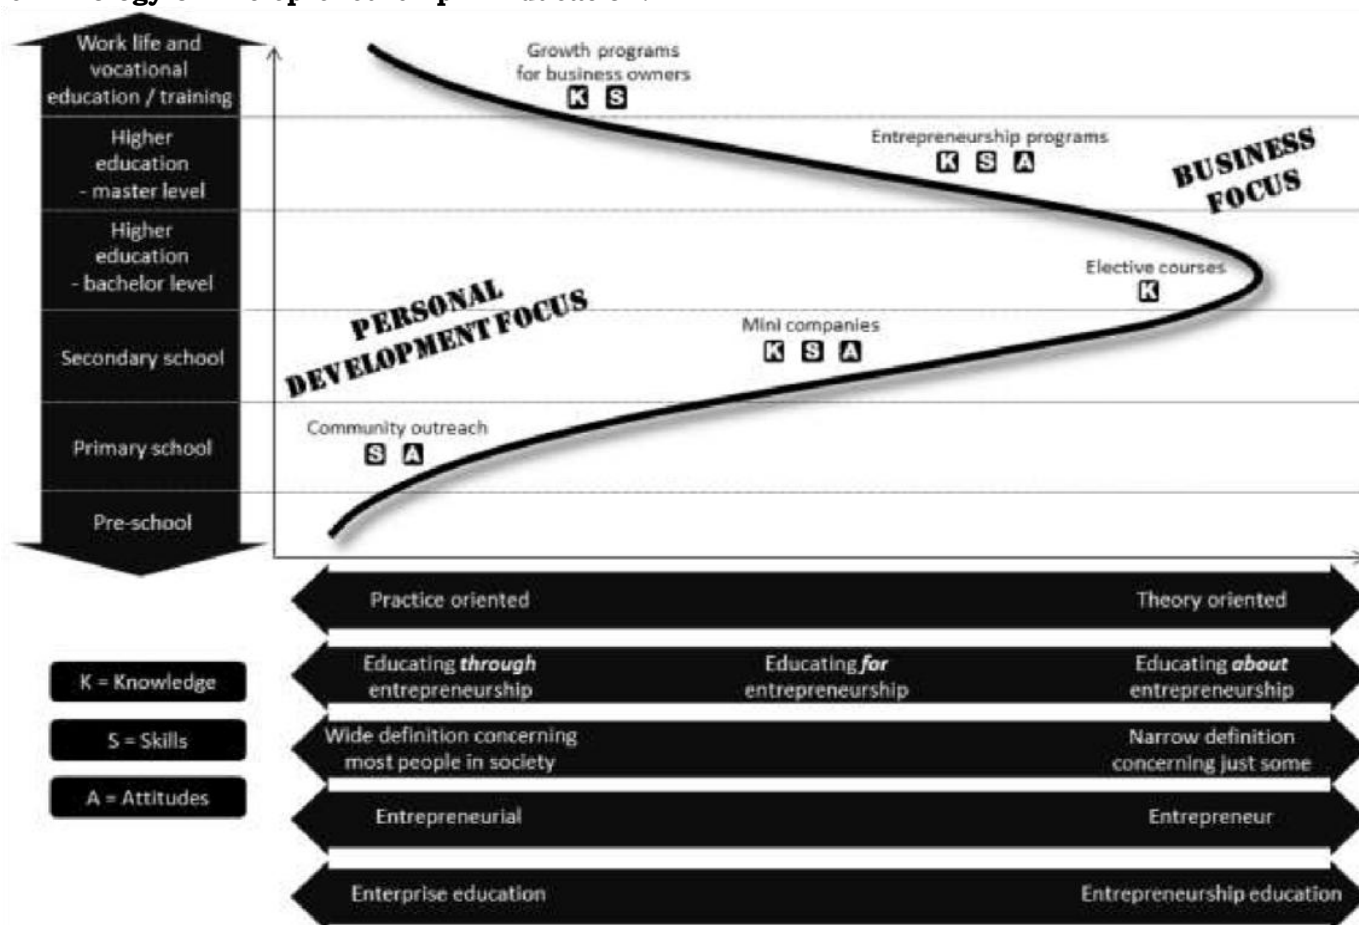 Work life and
vocational
education / training
Higher
education
- master level
Higher
education
- bachelor level
Secondary school
Primary school
Pre-school
Growth programs
for business owners
K S
Entrepreneurship programs
K S A
BUSINESS
FOCUS
Elective courses
K
PERSONAL
DEVELOPMENT FOCUS
Mini companies
K S A
Community outreach
S A
Practice oriented
Theory oriented
Educating through
entrepreneurship
Educating for
entrepreneurship
Educating about
entrepreneurship
Wide definition concerning
most people in society
Narrow definition
concerning just some
Entrepreneurial
Entrepreneur
Enterprise education
Entrepreneurship education
K = Knowledge
S = Skills
A = Attitudes